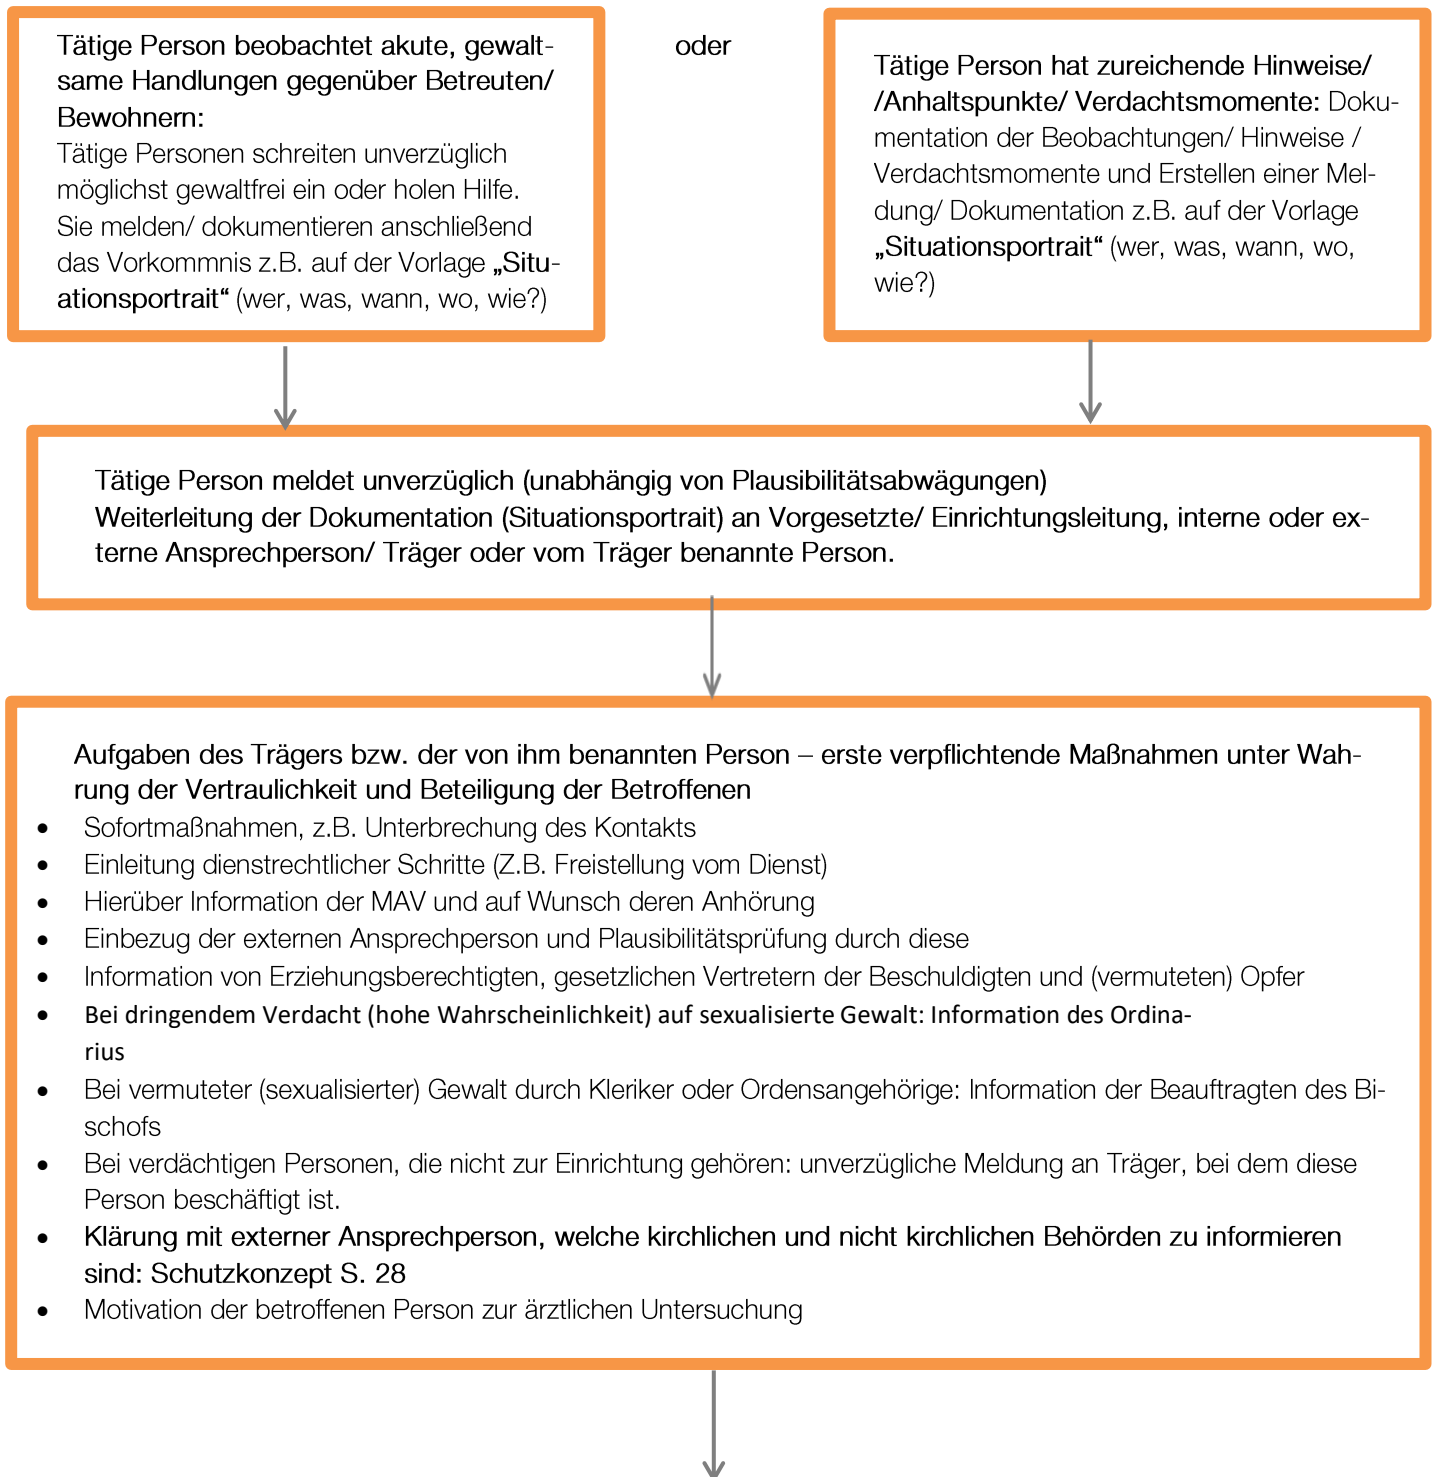 Tätige Person beobachtet akute, gewalt-
same Handlungen gegenüber Betreuten/
Bewohnern:
Tätige Personen schreiten unverzüglich
möglichst gewaltfrei ein oder holen Hilfe.
Sie melden/ dokumentieren anschließend
das Vorkommnis z.B. auf der Vorlage „Situ-
ationsportrait“ (wer, was, wann, wo, wie?)
oder
Tätige Person hat zureichende Hinweise/
/Anhaltspunkte/ Verdachtsmomente: Doku-
mentation der Beobachtungen/ Hinweise /
Verdachtsmomente und Erstellen einer Mel-
dung/ Dokumentation z.B. auf der Vorlage
„Situationsportrait“ (wer, was, wann, wo,
wie?)
Tätige Person meldet unverzüglich (unabhängig von Plausibilitätsabwägungen)
Weiterleitung der Dokumentation (Situationsportrait) an Vorgesetzte/ Einrichtungsleitung, interne oder ex-
terne Ansprechperson/ Träger oder vom Träger benannte Person.
Aufgaben des Trägers bzw. der von ihm benannten Person – erste verpflichtende Maßnahmen unter Wah-
rung der Vertraulichkeit und Beteiligung der Betroffenen
• Sofortmaßnahmen, z.B. Unterbrechung des Kontakts
• Einleitung dienstrechtlicher Schritte (Z.B. Freistellung vom Dienst)
• Hierüber Information der MAV und auf Wunsch deren Anhörung
• Einbezug der externen Ansprechperson und Plausibilitätsprüfung durch diese
• Information von Erziehungsberechtigten, gesetzlichen Vertretern der Beschuldigten und (vermuteten) Opfer
• Bei dringendem Verdacht (hohe Wahrscheinlichkeit) auf sexualisierte Gewalt: Information des Ordina-
rius
• Bei vermuteter (sexualisierter) Gewalt durch Kleriker oder Ordensangehörige: Information der Beauftragten des Bi-
schofs
• Bei verdächtigen Personen, die nicht zur Einrichtung gehören: unverzügliche Meldung an Träger, bei dem diese
Person beschäftigt ist.
• Klärung mit externer Ansprechperson, welche kirchlichen und nicht kirchlichen Behörden zu informieren
sind: Schutzkonzept S. 28
• Motivation der betroffenen Person zur ärztlichen Untersuchung